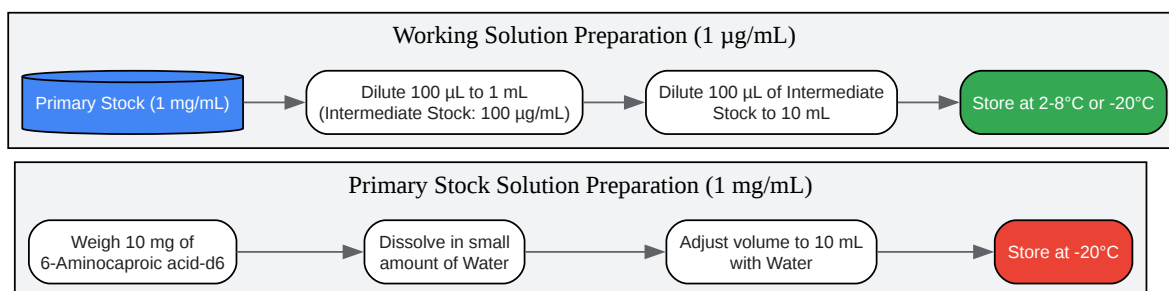 Working Solution Preparation (1 µg/mL)
Primary Stock (1 mg/mL)
Dilute 100 µL to 1 mL
(Intermediate Stock: 100 µg/mL)
Dilute 100 µL of Intermediate
Stock to 10 mL
Store at 2-8°C or -20°C
Primary Stock Solution Preparation (1 mg/mL)
Weigh 10 mg of
6-Aminocaproic acid-d6
Dissolve in small
amount of Water
Adjust volume to 10 mL
with Water
Store at -20°C